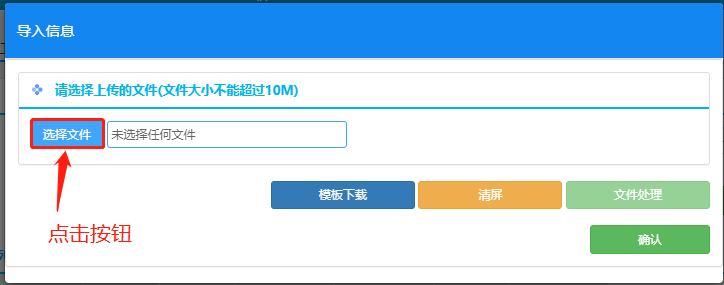 导入信息
请选择上传的文件(文件大小不能超过10M)
选择文件 未选择任何文件
模板下载 清屏 文件处理
点击按钮
确认